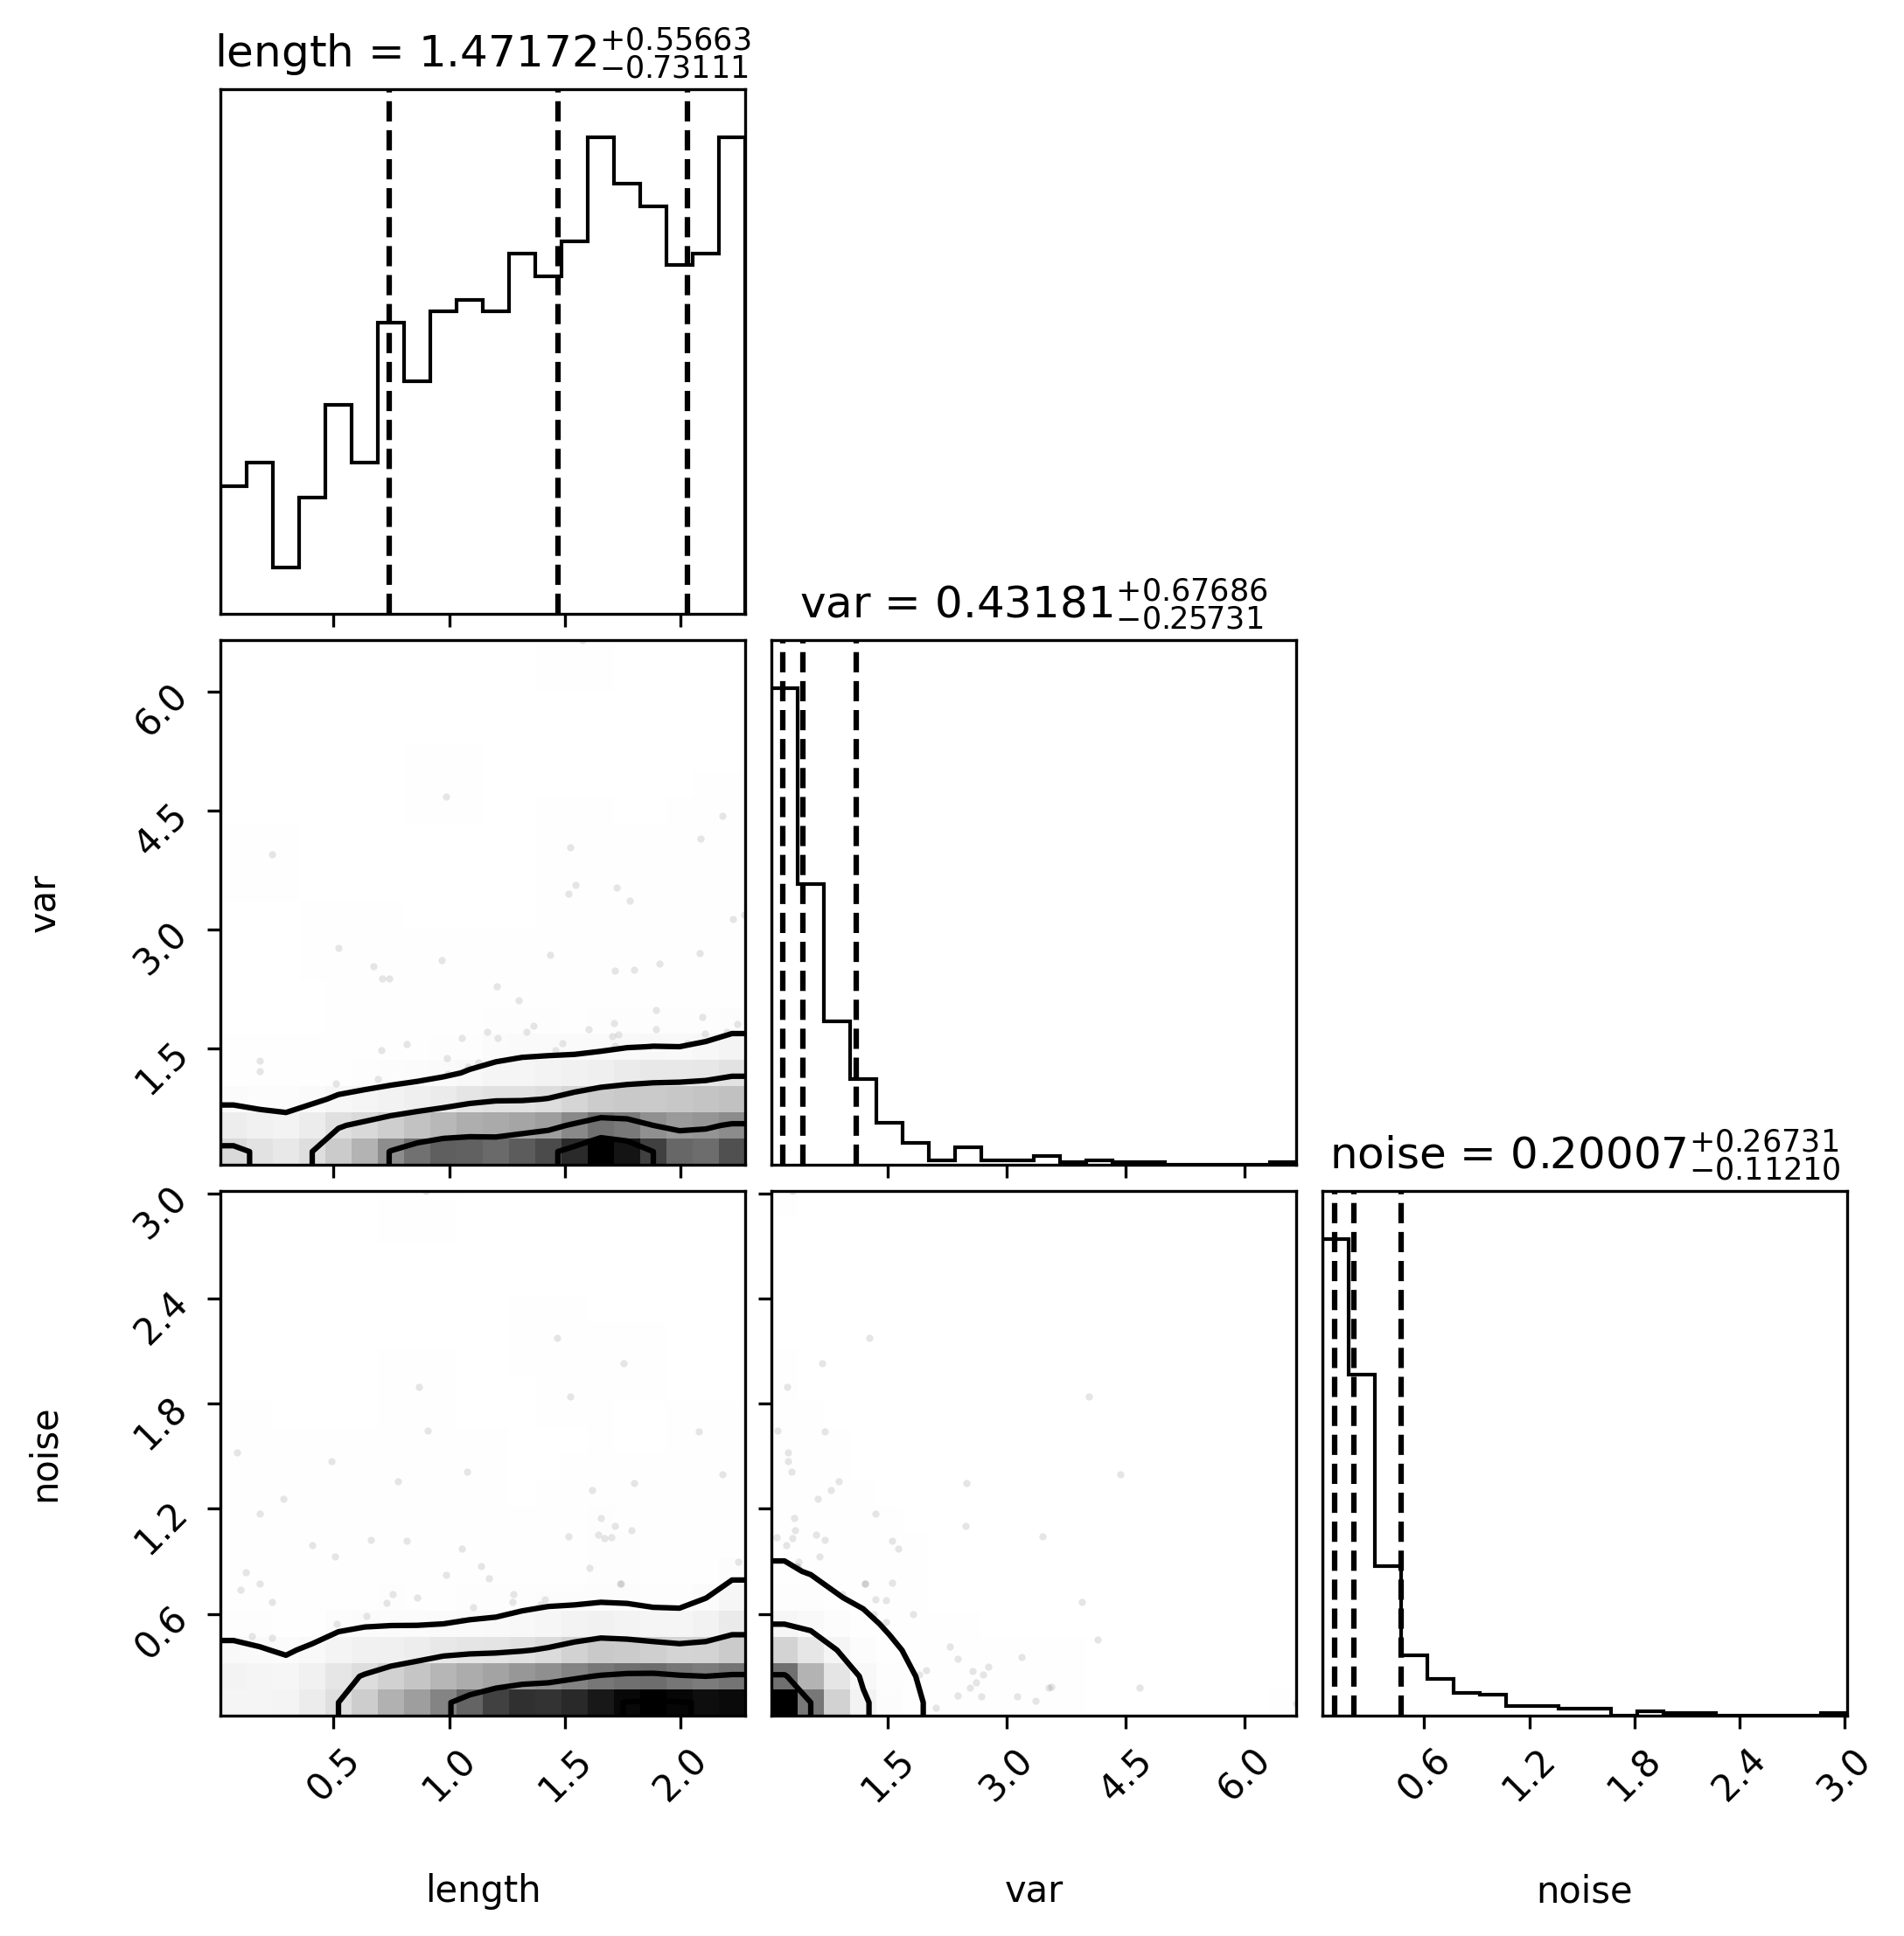 length = 1.47172 +0.55663 −0.73111
var = 0.43181 +0.67686 −0.25731
6.0
4.5
3.0
1.5
var
noise = 0.20007 +0.26731 −0.11210
3.0
2.4
1.8
1.2
0.6
noise
0.5 1.0 1.5 2.0 1.5 3.0 4.5 6.0 0.6 1.2 1.8 2.4 3.0
length var noise